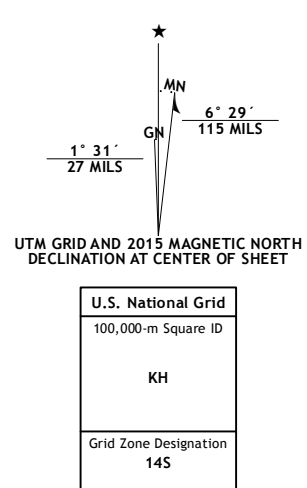 ★
MN
GN
6° 29´
115 MILS
1° 31´
27 MILS
UTM GRID AND 2015 MAGNETIC NORTH
DECLINATION AT CENTER OF SHEET
U.S. National Grid
100,000-m Square ID
KH
Grid Zone Designation
14S